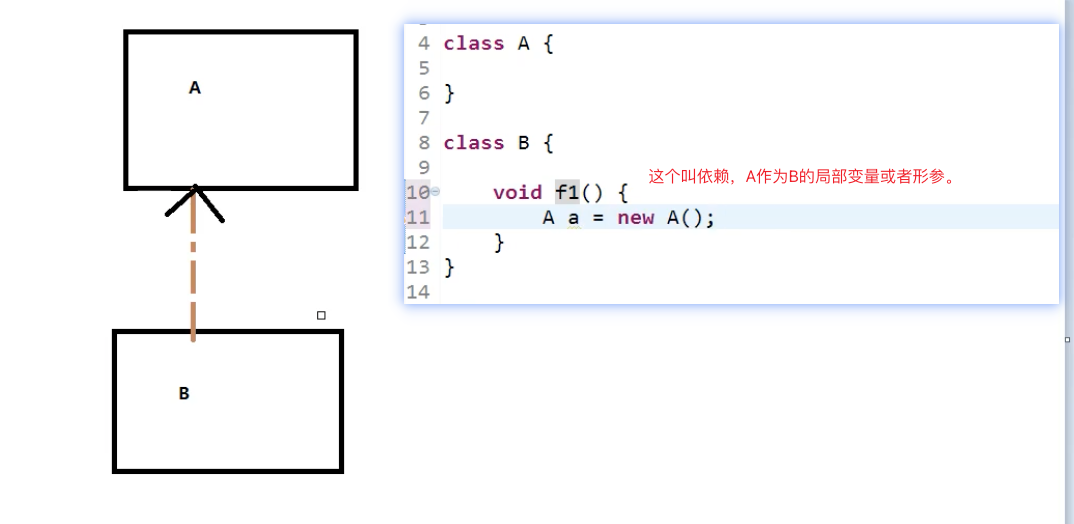 A
4 class A {
5
6 }
7
8 class B {
9
这个叫依赖，A作为B的局部变量或者形参。
10 void f1() {
11 A a = new A();
12 }
13 }
14
B